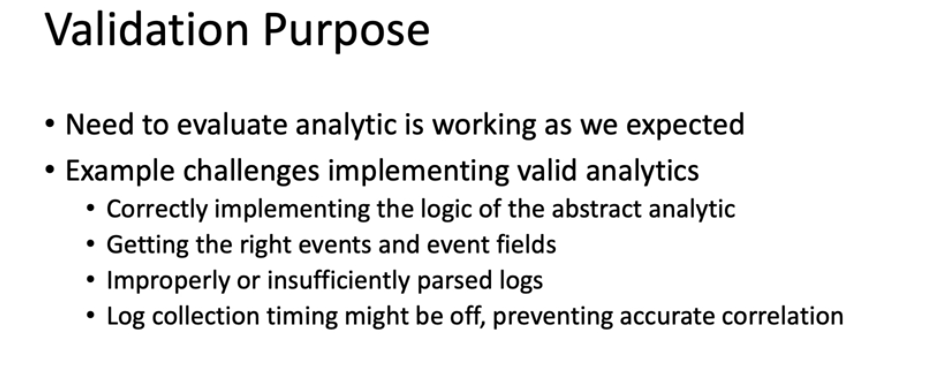 Validation Purpose
• Need to evaluate analytic is working as we expected
• Example challenges implementing valid analytics
• Correctly implementing the logic of the abstract analytic
• Getting the right events and event fields
• Improperly or insufficiently parsed logs
• Log collection timing might be off, preventing accurate correlation